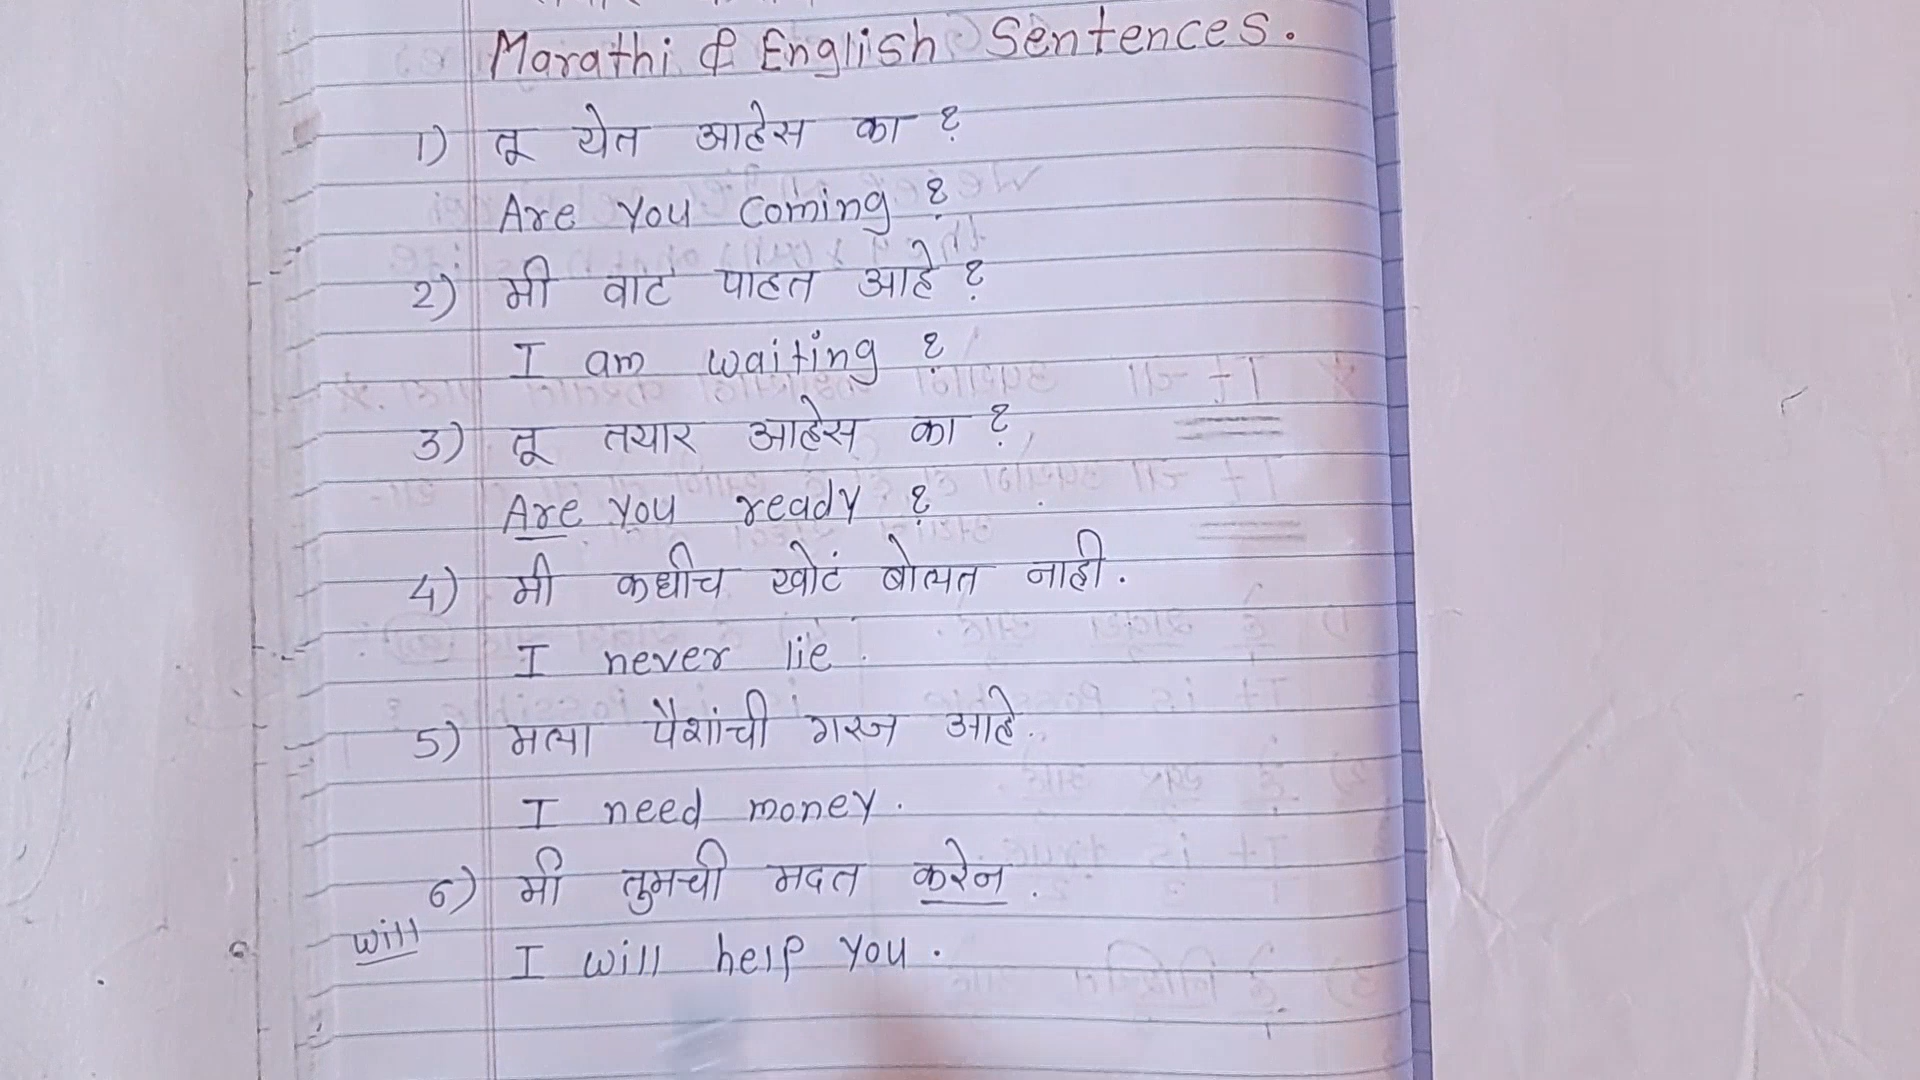 Marathi & English Sentences.
1) तू येत आहेस का ?
Are you coming ?
2) मी वाट पाहत आहे ?
I am waiting ?
3) तू तयार आहेस का ?
Are you ready ?
4) मी कधीच खोटं बोलत नाही.
I never lie.
5) मला पैशांची गरज आहे.
I need money.
6) मी तुमची मदत करेन.
will
I will help you.